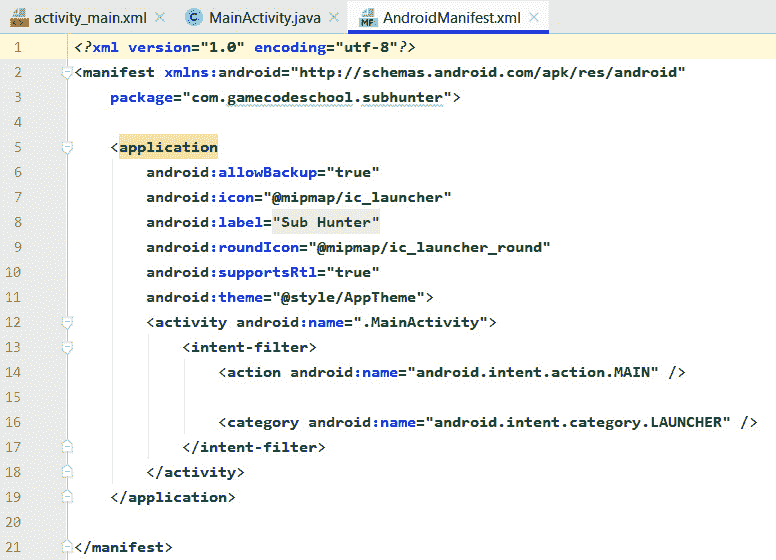 activity_main.xml MainActivity.java AndroidManifest.xml
1 <?xml version="1.0" encoding="utf-8"?>
2 <manifest xmlns:android="http://schemas.android.com/apk/res/android"
3     package="com.gamecodeschool.subhunter">
4
5     <application
6         android:allowBackup="true"
7         android:icon="@mipmap/ic_launcher"
8         android:label="Sub Hunter"
9         android:roundIcon="@mipmap/ic_launcher_round"
10         android:supportsRtl="true"
11         android:theme="@style/AppTheme">
12         <activity android:name=".MainActivity">
13             <intent-filter>
14                 <action android:name="android.intent.action.MAIN" />
15
16                 <category android:name="android.intent.category.LAUNCHER" />
17             </intent-filter>
18         </activity>
19     </application>
20
21 </manifest>